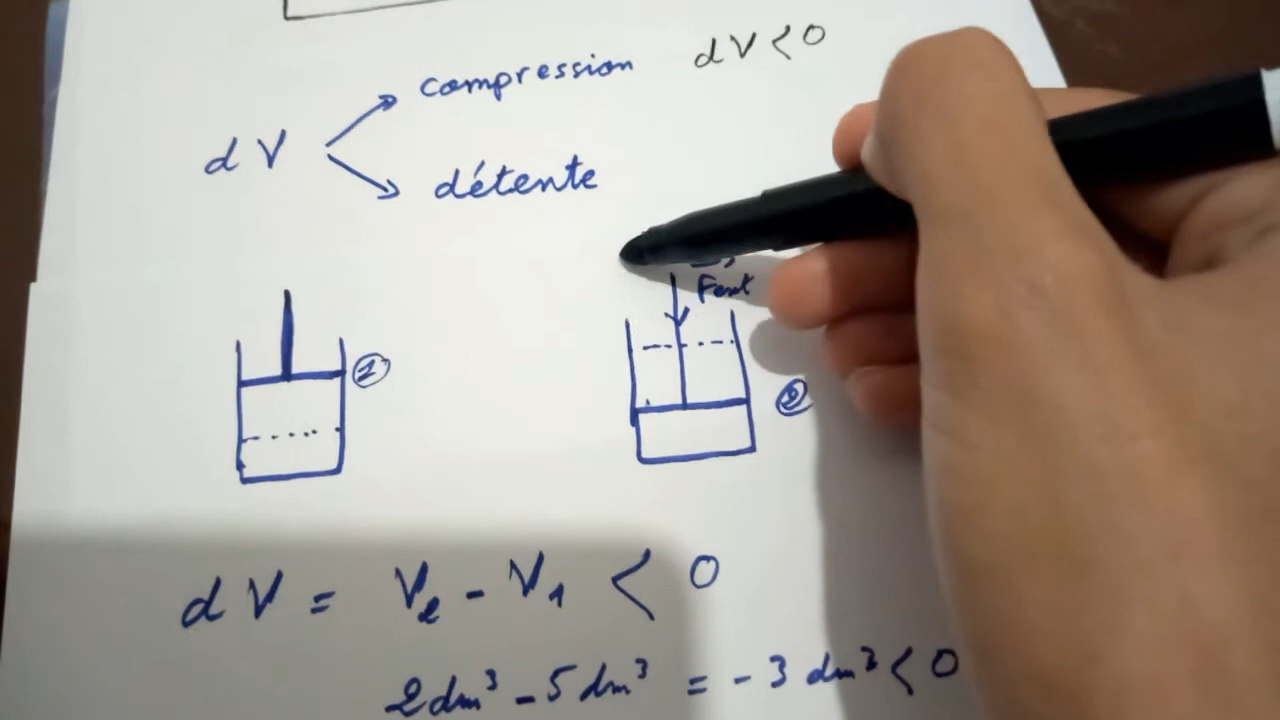 compression dV < 0
dV
détente
Fext
1
2
dV = V2 - V1 < 0
2dm³ - 5dm³ = -3dm³ < 0